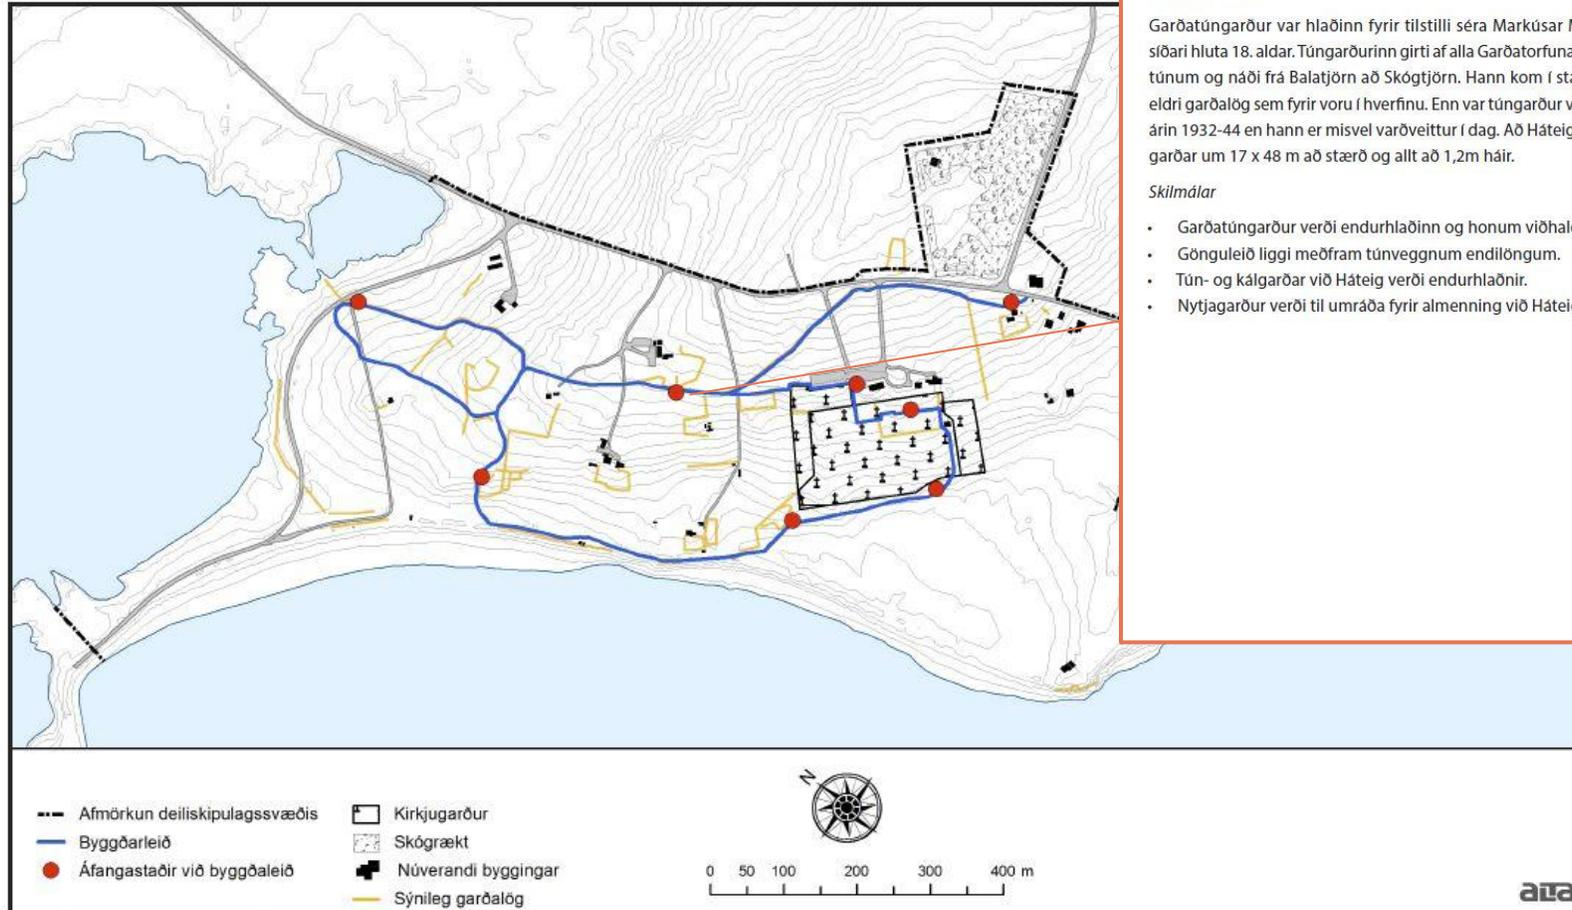 Garðatúngarður var hlaðinn fyrir tilstilli séra Markúsar
síðari hluta 18. aldar. Túngarðurinn girti af alla Garðatorfuna
túnum og náði frá Balatjörn að Skógtjörn. Hann kom í
eldri garðalög sem fyrir voru í hverfinu. Enn var túngarður
árin 1932-44 en hann er misvel varðveittur í dag. Að
garðar um 17 x 48 m að stærð og allt að 1,2m háir.
Skilmálar
• Garðatúngarður verði endurhlaðinn og honum
• Gönguleið liggi meðfram túnveggnum endilöngum.
• Tún- og kálgarðar við Háteig verði endurhlaðnir.
• Nytjagarður verði til umráða fyrir almenning við
N
Afmörkun deiliskipulagssvæðis
Byggðarleið
Áfangastaðir við byggðaleið
Kirkjugarður
Skógrækt
Núverandi byggingar
Sýnileg garðalög
0 50 100 200 300 400 m
alta